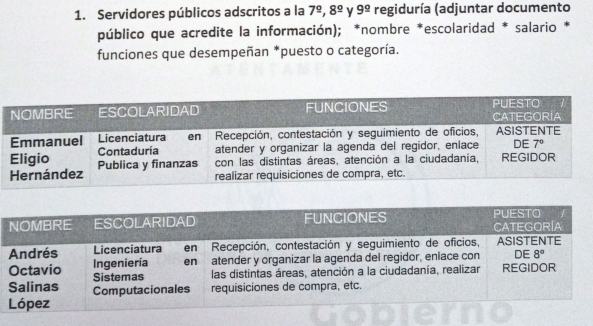 1. Servidores públicos adscritos a la 7º, 8º y 9º regiduría (adjuntar documento
público que acredite la información); *nombre *escolaridad * salario *
funciones que desempeñan *puesto o categoría.
ATENTAMENTE
NOMBRE ESCOLARIDAD FUNCIONES PUESTO / CATEGORÍA
Emmanuel Eligio Hernández
Licenciatura en
Contaduría
Publica y finanzas
Recepción, contestación y seguimiento de oficios,
atender y organizar la agenda del regidor, enlace
con las distintas áreas, atención a la ciudadanía,
realizar requisiciones de compra, etc.
ASISTENTE
DE 7º
REGIDOR
NOMBRE ESCOLARIDAD FUNCIONES PUESTO / CATEGORÍA
Andrés
Octavio
Salinas
López
Licenciatura en
Ingeniería en
Sistemas
Computacionales
Recepción, contestación y seguimiento de oficios,
atender y organizar la agenda del regidor, enlace con
las distintas áreas, atención a la ciudadanía, realizar
requisiciones de compra, etc.
ASISTENTE
DE 8º
REGIDOR
Gobierno